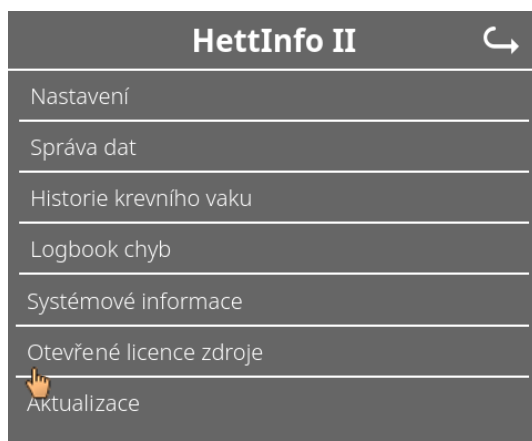 HettInfo II
Nastavení
Správa dat
Historie krevního vaku
Logbook chyb
Systémové informace
Otevřené licence zdroje
Aktualizace